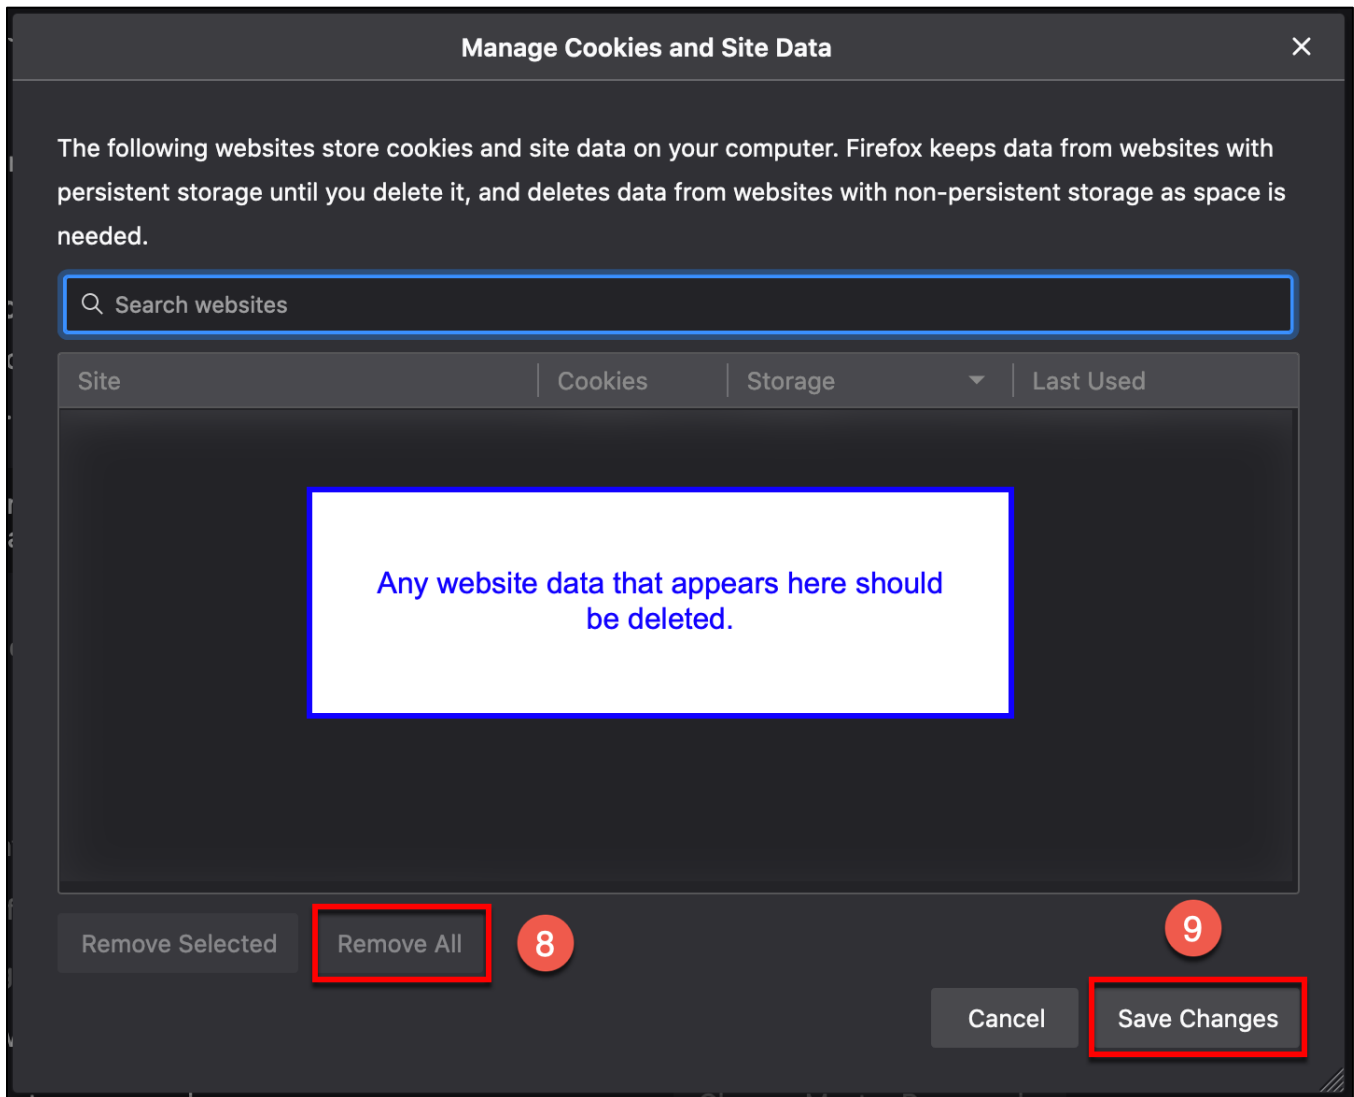 Manage Cookies and Site Data
The following websites store cookies and site data on your computer. Firefox keeps data from websites with
persistent storage until you delete it, and deletes data from websites with non-persistent storage as space is
needed.
Search websites
Site Cookies Storage Last Used
Any website data that appears here should
be deleted.
Remove Selected Remove All 8
9
Cancel Save Changes